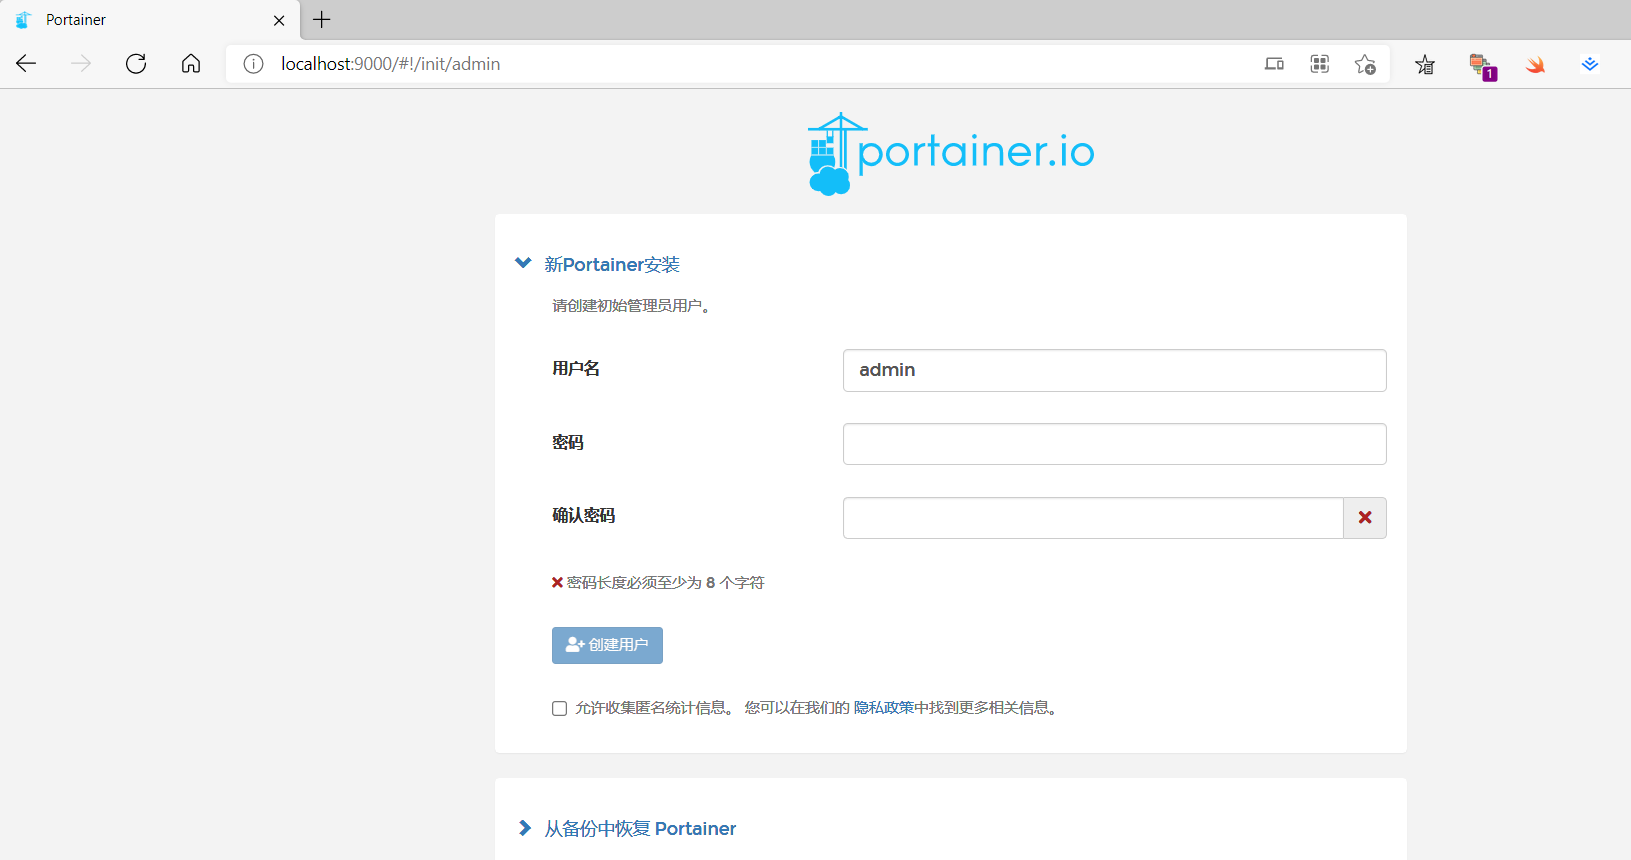 Portainer
localhost:9000/#!/init/admin
1
portainer.io
新Portainer安装
请创建初始管理员用户。
用户名
admin
密码
确认密码
密码长度必须至少为 8 个字符
创建用户
允许收集匿名统计信息。 您可以在我们的 隐私政策中找到更多相关信息。
从备份中恢复 Portainer